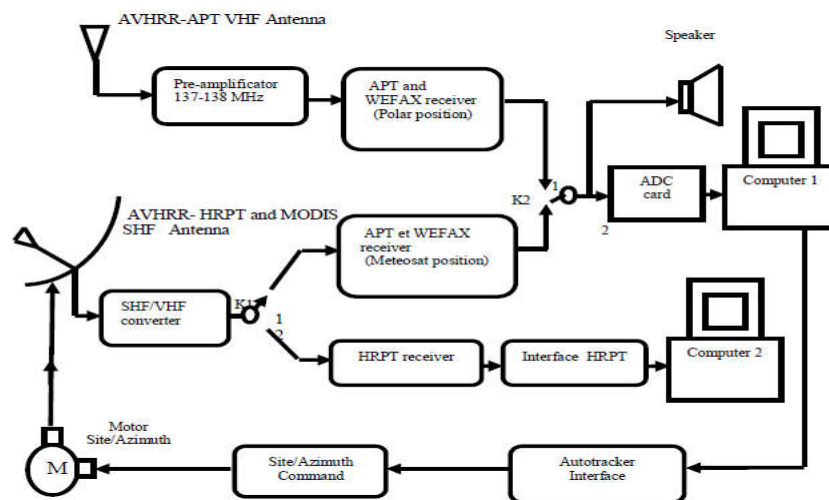 AVHRR-APT VHF Antenna
Speaker
Pre-amplificator
137-138 MHz
APT and
WEFAX receiver
(Polar position)
K2
1
2
ADC
card
Computer 1
AVHRR- HRPT and MODIS
SHF Antenna
APT et WEFAX
receiver
(Meteosat position)
SHF/VHF
converter
K1
1
2
HRPT receiver
Interface HRPT
Computer 2
Motor
Site/Azimuth
M
Site/Azimuth
Command
Autotracker
Interface